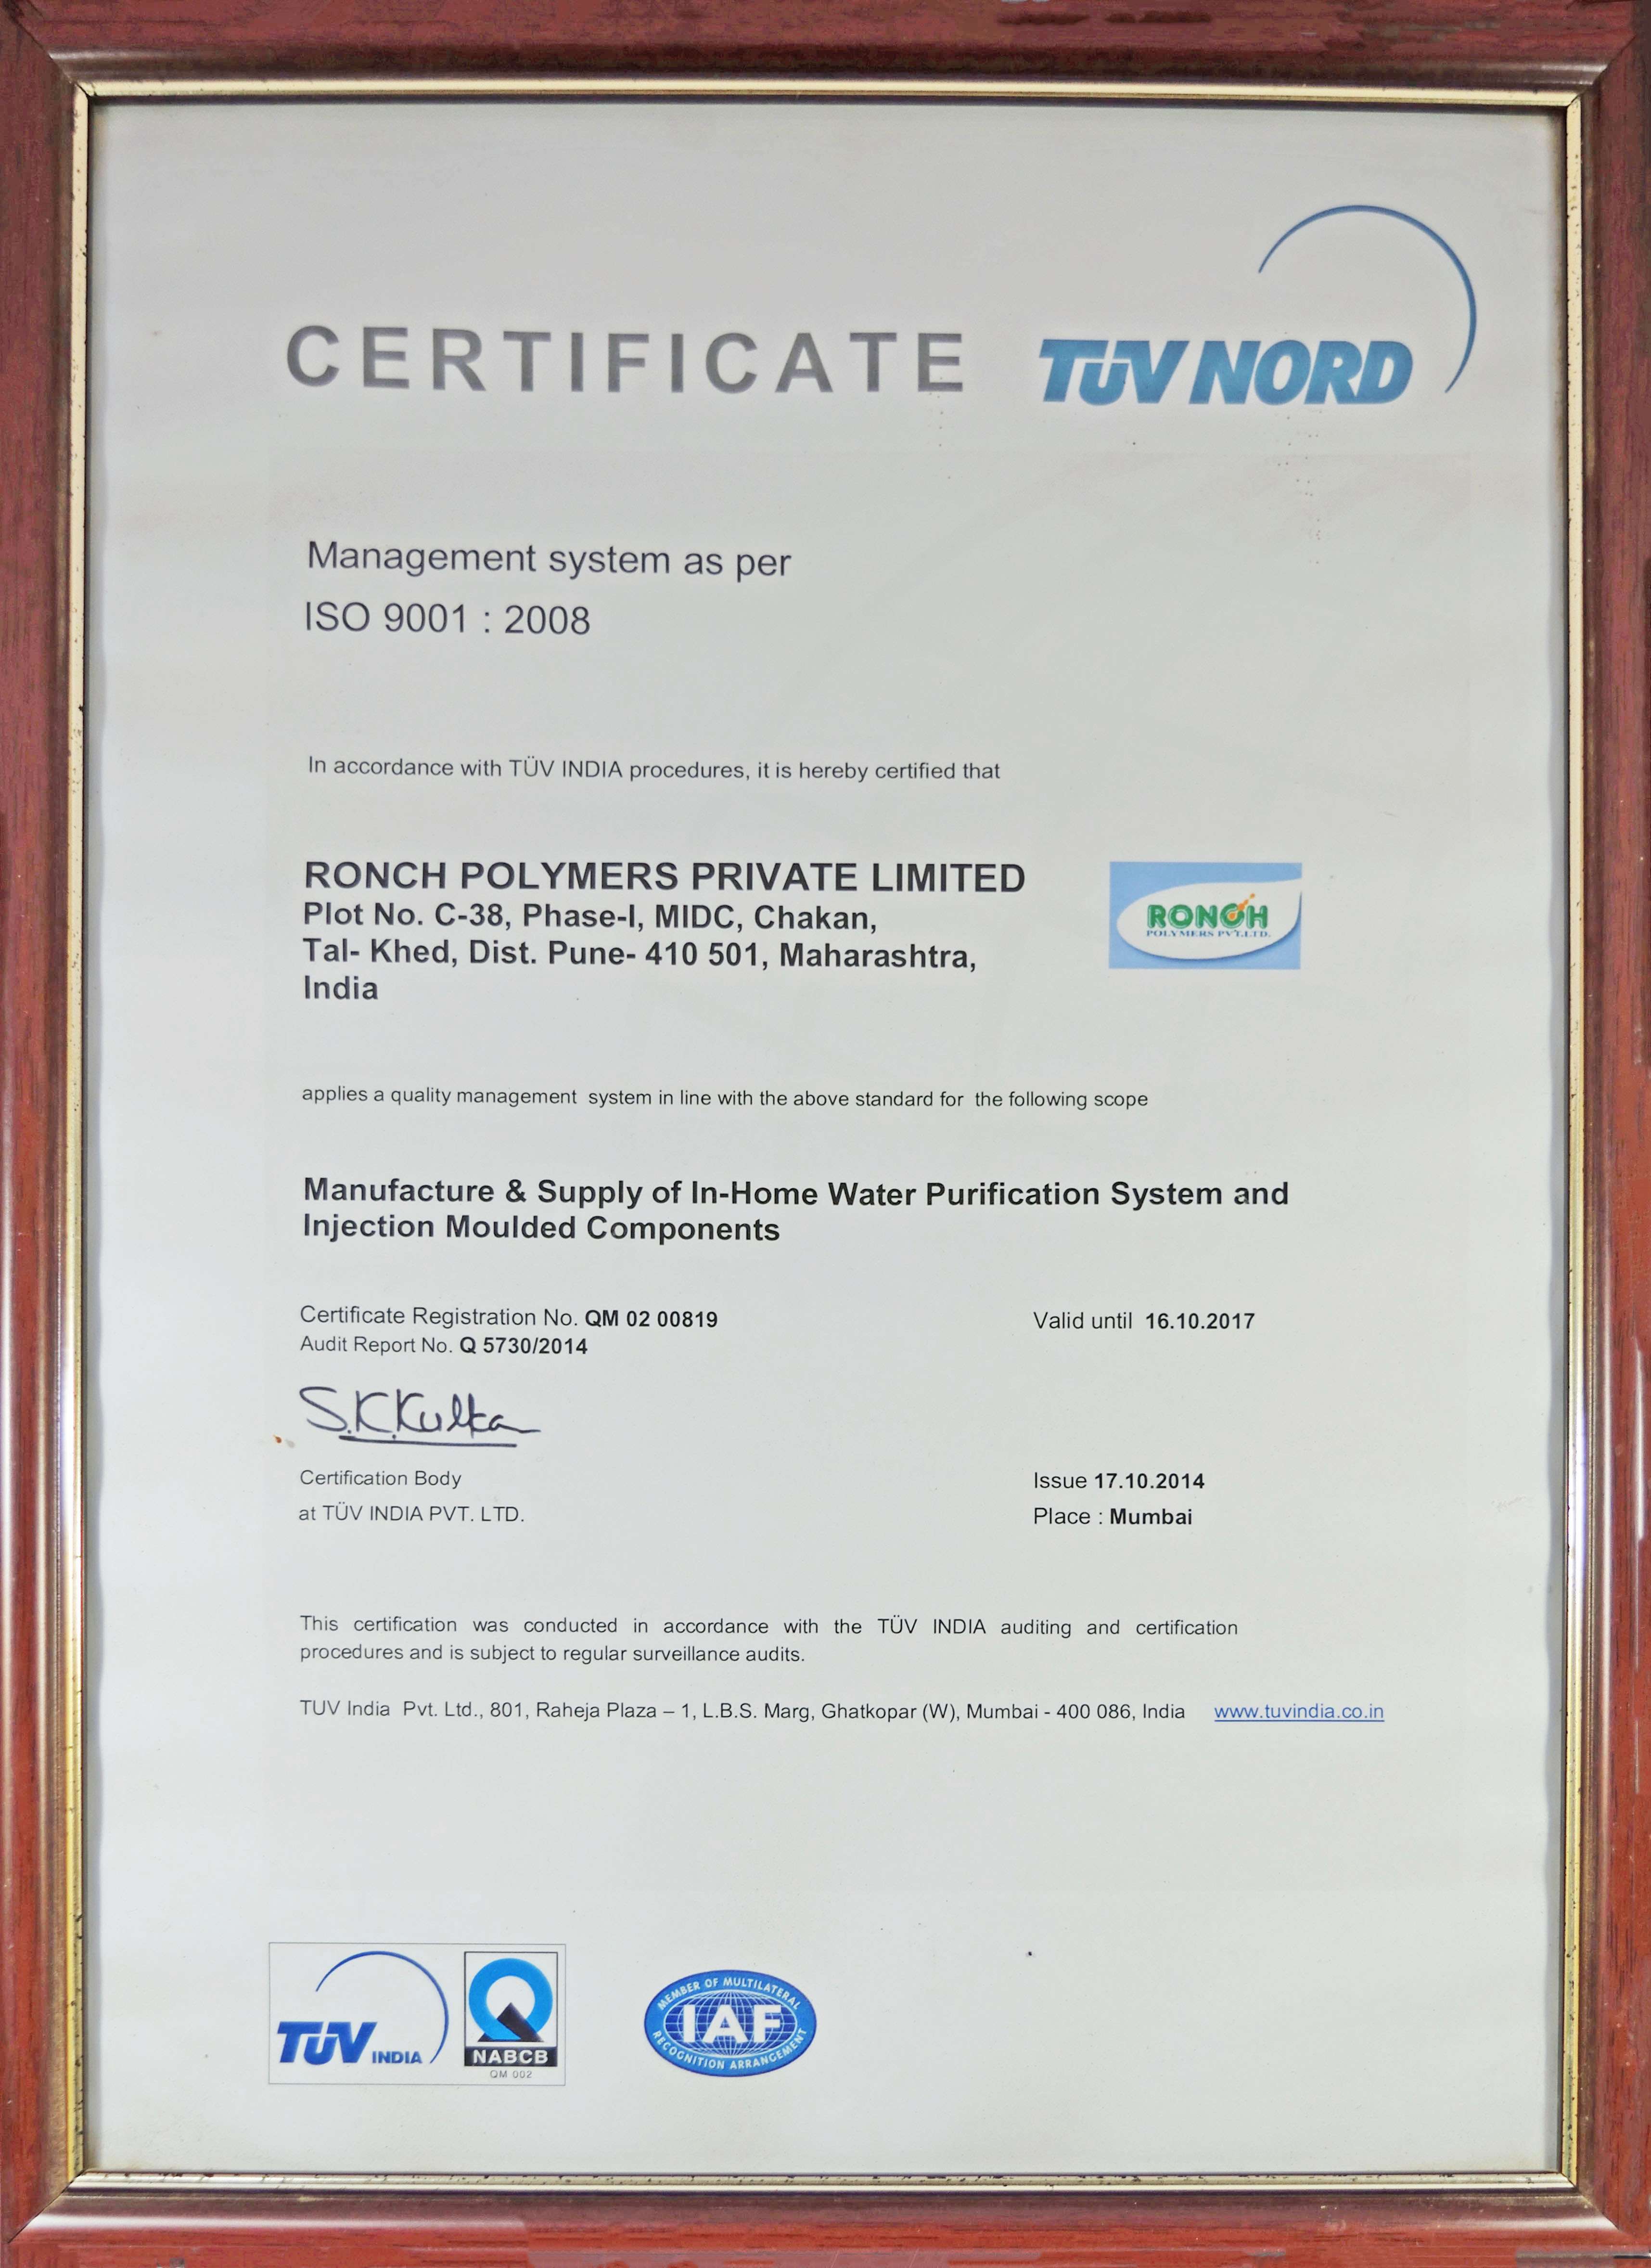 CERTIFICATE TÜV NORD
Management system as per
ISO 9001 : 2008
In accordance with TÜV INDIA procedures, it is hereby certified that
RONCH POLYMERS PRIVATE LIMITED
Plot No. C-38, Phase-I, MIDC, Chakan,
Tal- Khed, Dist. Pune- 410 501, Maharashtra,
India
RONCH
POLYMERS PVT.LTD.
applies a quality management system in line with the above standard for the following scope
Manufacture & Supply of In-Home Water Purification System and
Injection Moulded Components
Certificate Registration No. QM 02 00819
Audit Report No. Q 5730/2014
Valid until 16.10.2017
S.K.Kulka
Certification Body
at TÜV INDIA PVT. LTD.
Issue 17.10.2014
Place : Mumbai
This certification was conducted in accordance with the TÜV INDIA auditing and certification
procedures and is subject to regular surveillance audits.
TUV India Pvt. Ltd., 801, Raheja Plaza – 1, L.B.S. Marg, Ghatkopar (W), Mumbai - 400 086, India www.tuvindia.co.in
TÜV INDIA
NABCB
QM 002
MEMBER OF MULTILATERAL
IAF
RECOGNITION ARRANGEMENT